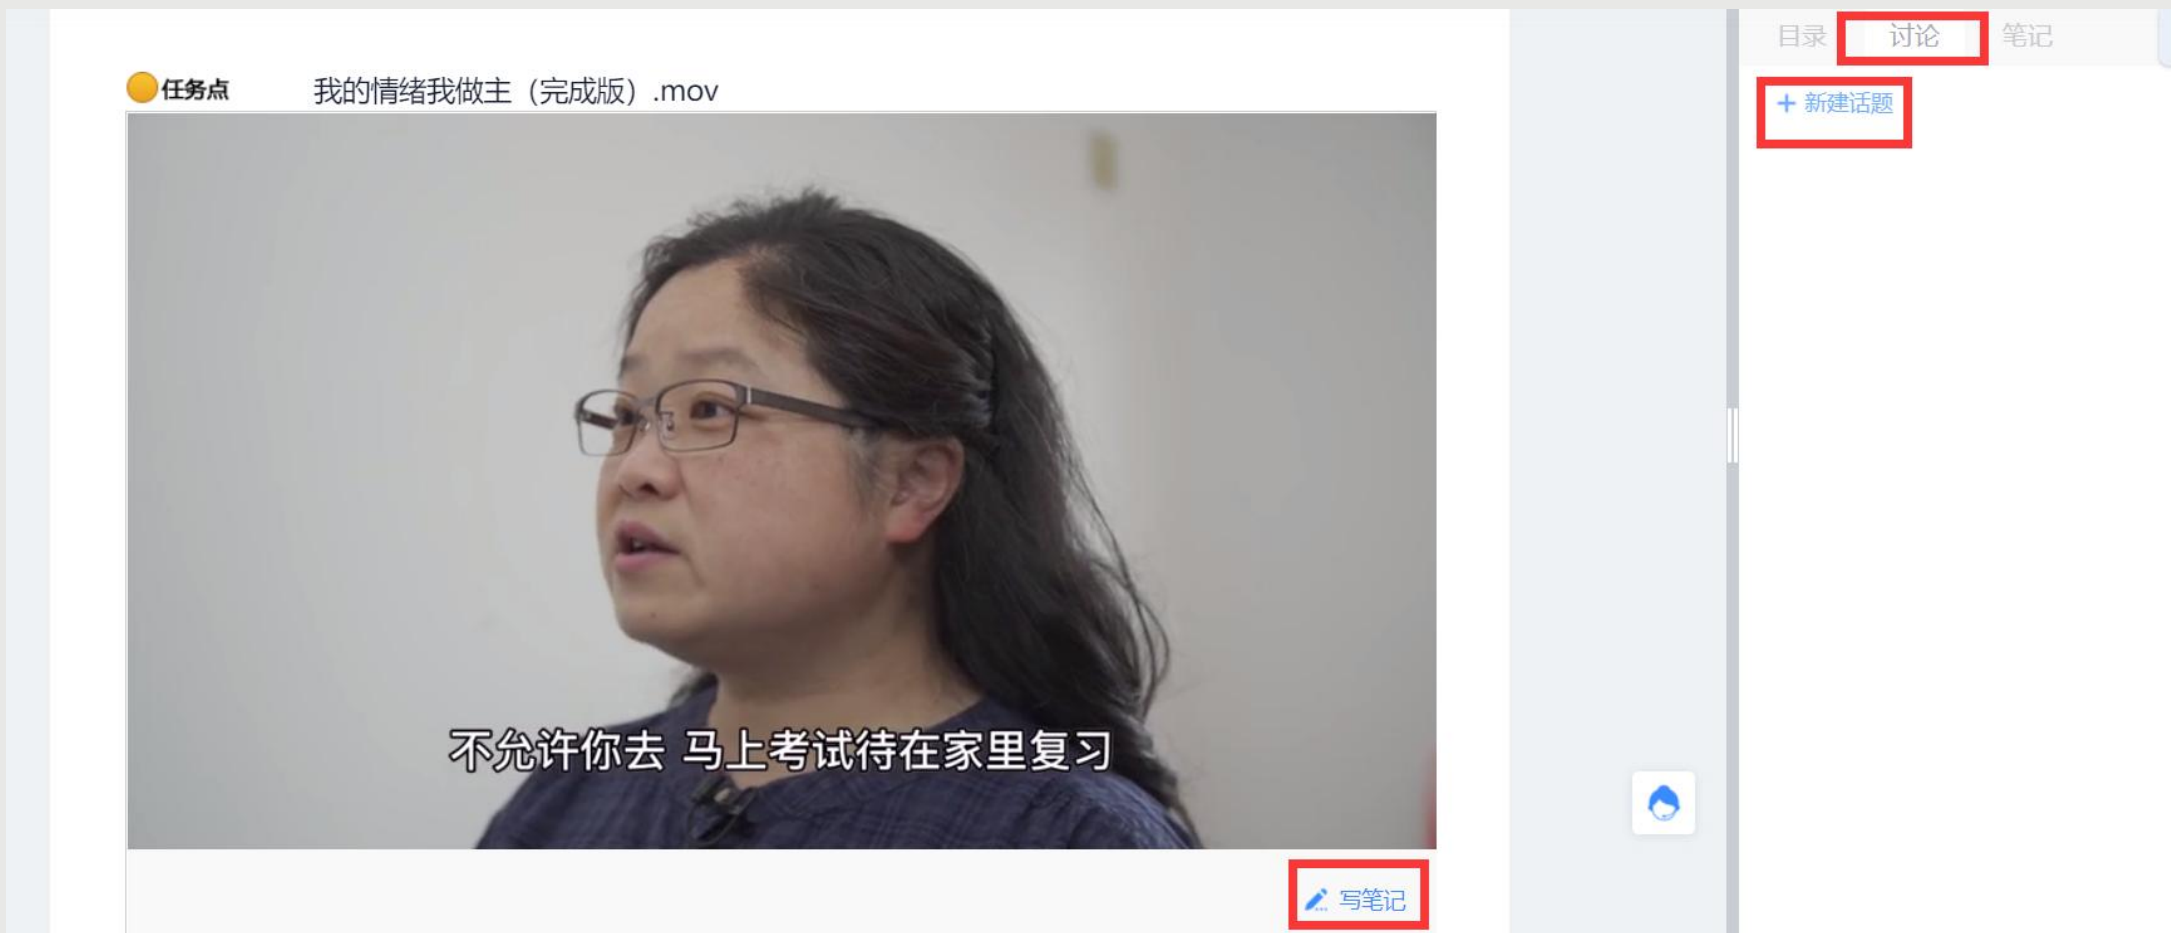 目录 讨论 笔记
任务点 我的情绪我做主（完成版）.mov
+ 新建话题
不允许你去 马上考试待在家里复习
写笔记